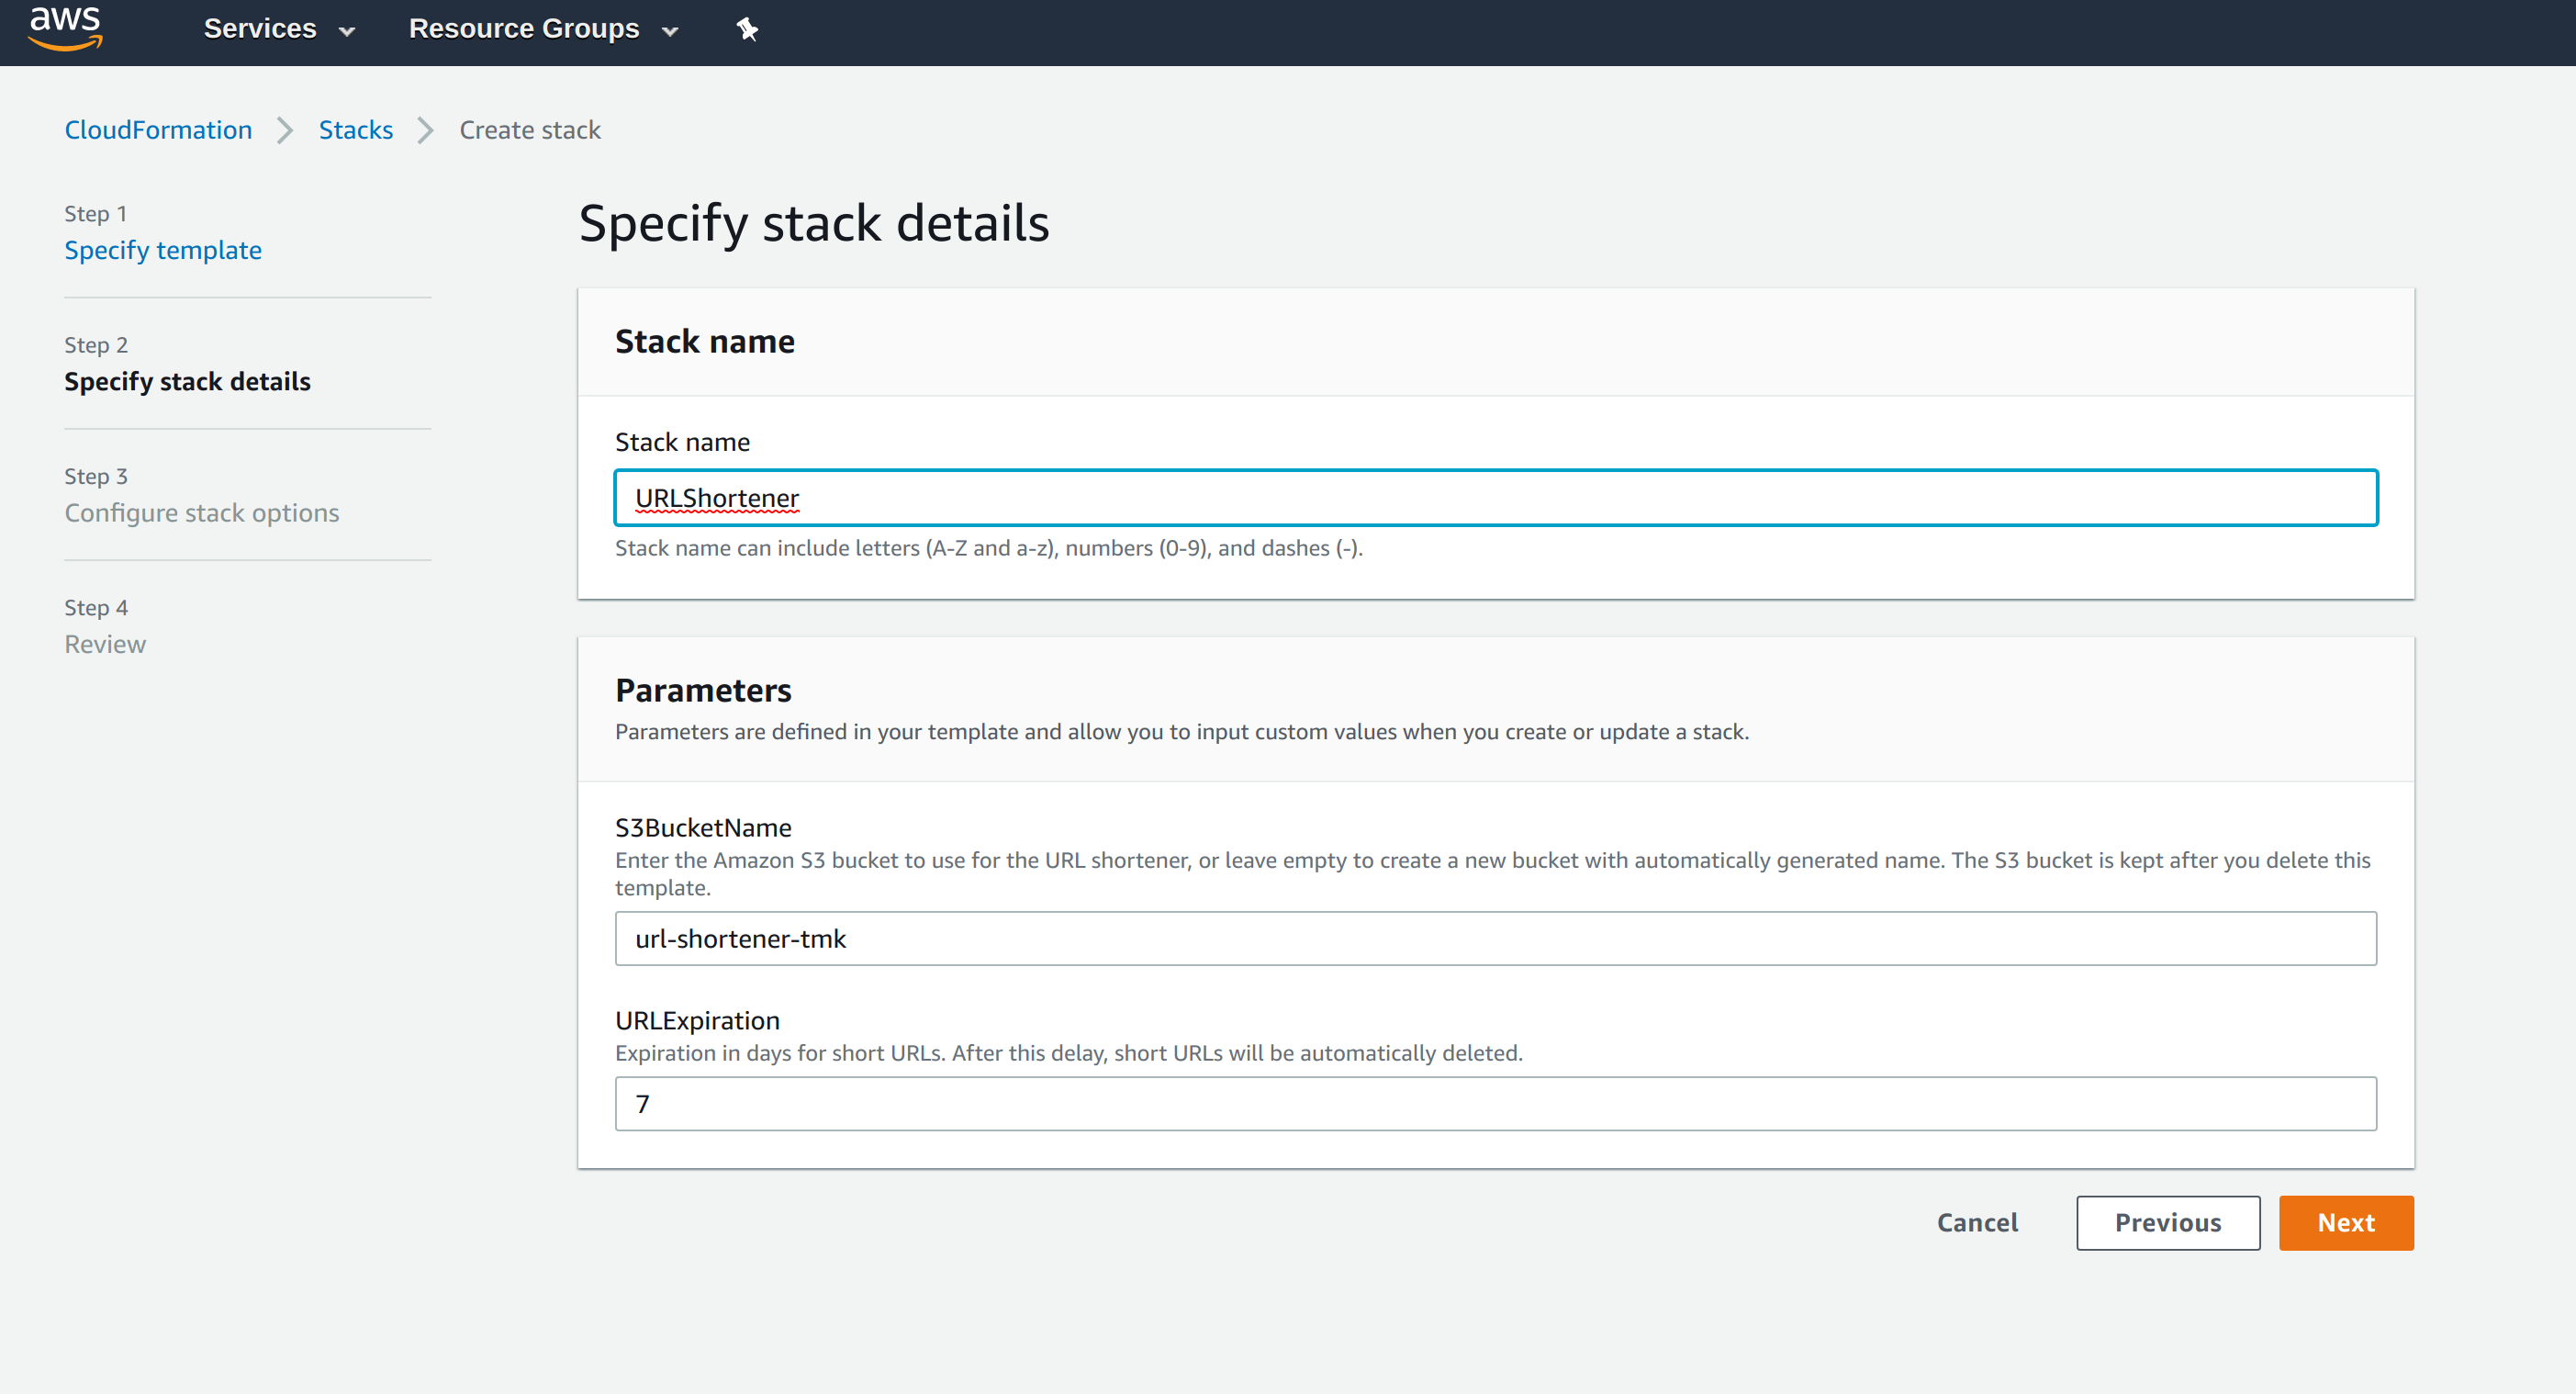 aws
Services
Resource Groups
CloudFormation
Stacks
Create stack
Step 1
Specify template
Step 2
Specify stack details
Step 3
Configure stack options
Step 4
Review
Specify stack details
Stack name
Stack name
URLShortener
Stack name can include letters (A-Z and a-z), numbers (0-9), and dashes (-).
Parameters
Parameters are defined in your template and allow you to input custom values when you create or update a stack.
S3BucketName
Enter the Amazon S3 bucket to use for the URL shortener, or leave empty to create a new bucket with automatically generated name. The S3 bucket is kept after you delete this
template.
url-shortener-tmk
URLExpiration
Expiration in days for short URLs. After this delay, short URLs will be automatically deleted.
7
Cancel
Previous
Next